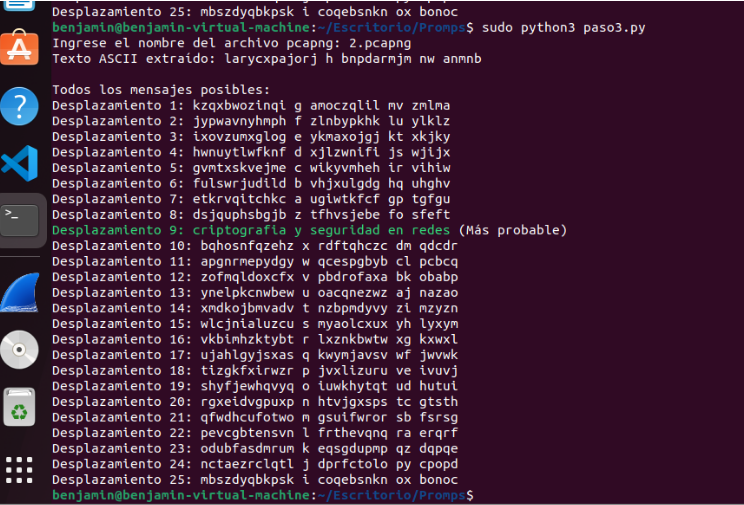 Desplazamiento 25: mbszdyqbkpsk i coqebsnkn ox bonoc
benjamin@benjamin-virtual-machine:~/Escritorio/Promps$ sudo python3 paso3.py
Ingrese el nombre del archivo pcapng: 2.pcapng
Texto ASCII extraído: larycxpajorj h bnpdarmjm nw anmnb

Todos los mensajes posibles:
Desplazamiento 1: kzqxbwozinqi g amoczqlil mv zmlma
Desplazamiento 2: jypwavnyhmph f zlnbypkhk lu ylklz
Desplazamiento 3: ixovzumxglog e ykmaxojgj kt xkjky
Desplazamiento 4: hwnuytlwfknf d xjlzwnifi js wjijx
Desplazamiento 5: gvmtxskvejme c wikyvmheh ir vihiw
Desplazamiento 6: fulswrjudild b vhjxulgdg hq uhghv
Desplazamiento 7: etkrvqitchkc a ugiwtkfcf gp tgfgu
Desplazamiento 8: dsjquphsbgjb z tfhvsjebe fo sfeft
Desplazamiento 9: criptografia y seguridad en redes (Más probable)
Desplazamiento 10: bqhosnfqzehz x rdftqhczc dm qdcdr
Desplazamiento 11: apgnrmepydgy w qcespgbyb cl pcbcq
Desplazamiento 12: zofmqldoxcfx v pbdrofaxa bk obabp
Desplazamiento 13: ynelpkcnwbew u oacqnezwz aj nazao
Desplazamiento 14: xmdkojbmvadv t nzbpmdyvy zi mzyzn
Desplazamiento 15: wlcjnialuzcu s myaolcxux yh lyxym
Desplazamiento 16: vkbimhzktybt r lxznkbwtw xg kxwxl
Desplazamiento 17: ujahlgyjsxas q kwymjavsv wf jwvwk
Desplazamiento 18: tizgkfxirwzr p jvxlizuru ve ivuvj
Desplazamiento 19: shyfjewhqvyq o iuwkhytqt ud hutui
Desplazamiento 20: rgxeidvgpuxp n htvjgxsps tc gtsth
Desplazamiento 21: qfwdhcufotwo m gsuifwror sb fsrsg
Desplazamiento 22: pevcgbtensvn l frthevqnq ra erqrf
Desplazamiento 23: odubfasdmrum k eqsgdupmp qz dqpqe
Desplazamiento 24: nctaezrclqtl j dprfctolo py cpopd
Desplazamiento 25: mbszdyqbkpsk i coqebsnkn ox bonoc
benjamin@benjamin-virtual-machine:~/Escritorio/Promps$